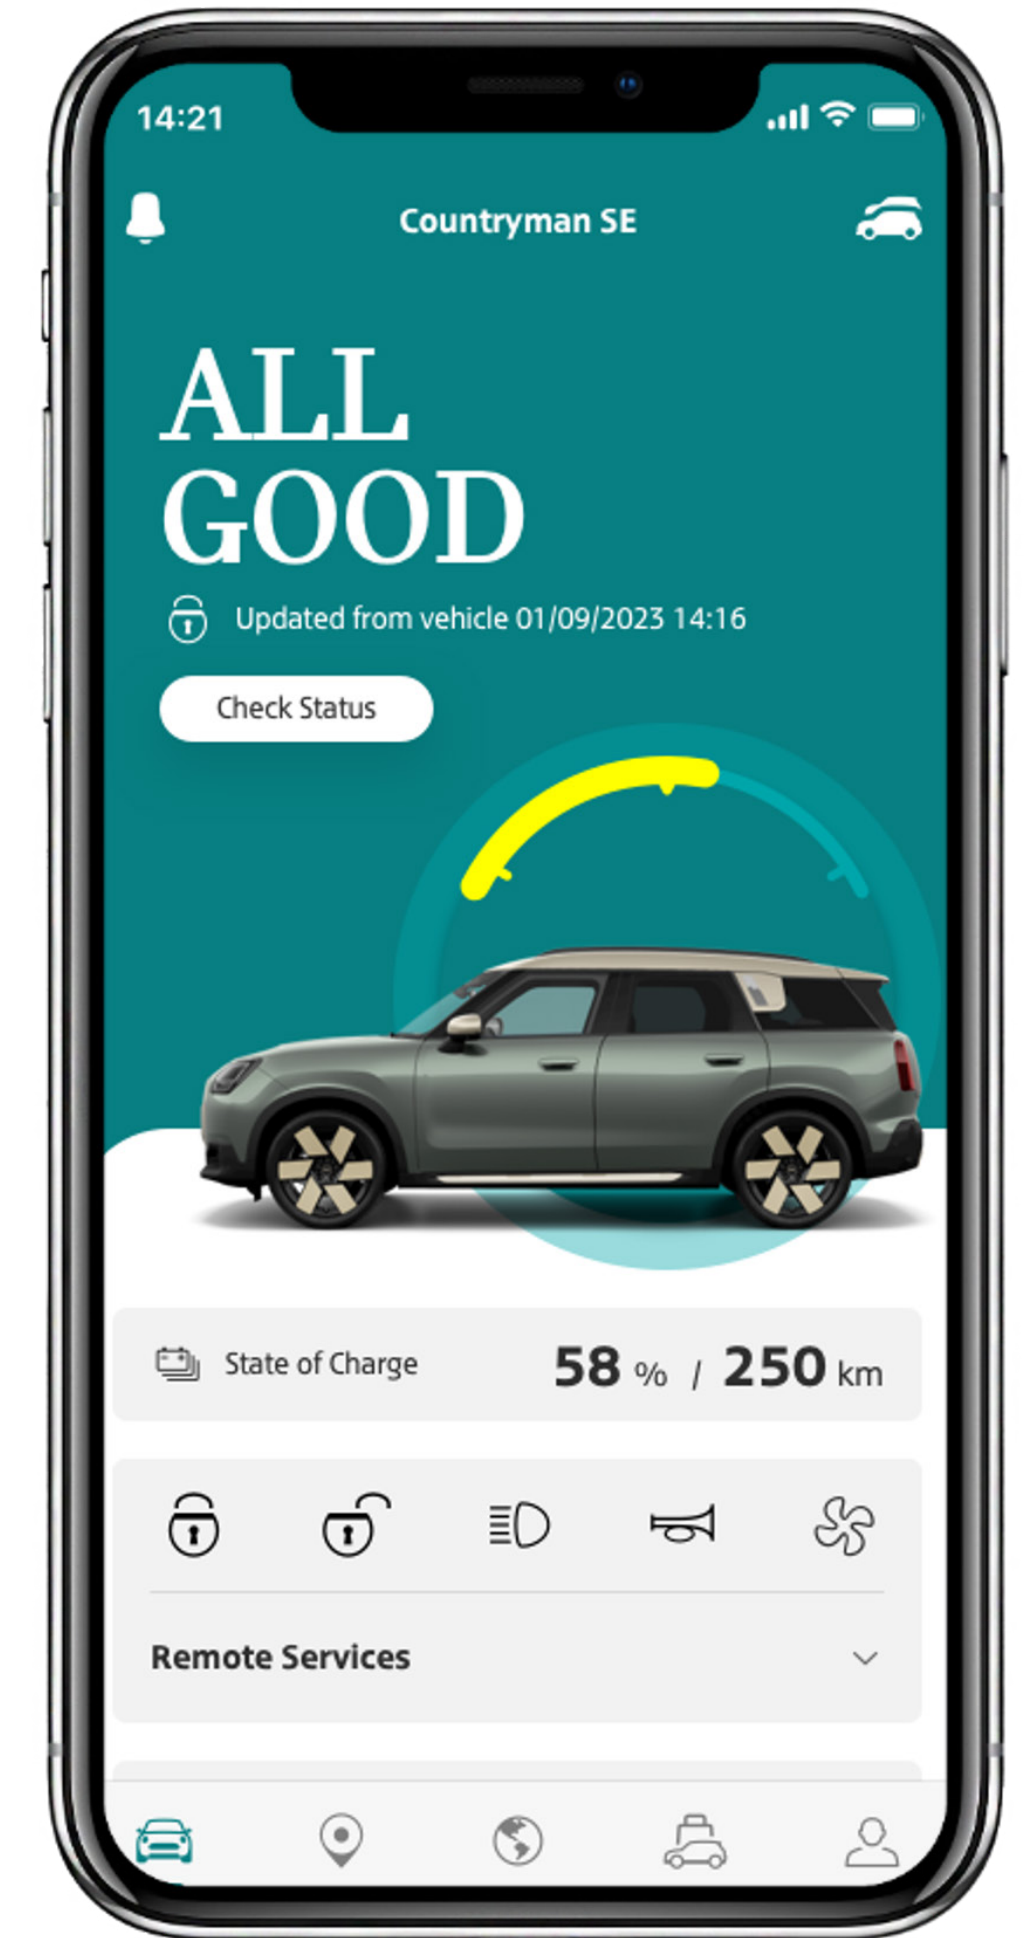 14:21
Countryman SE
ALL
GOOD
Updated from vehicle 01/09/2023 14:16
Check Status
State of Charge 58 % / 250 km
Remote Services